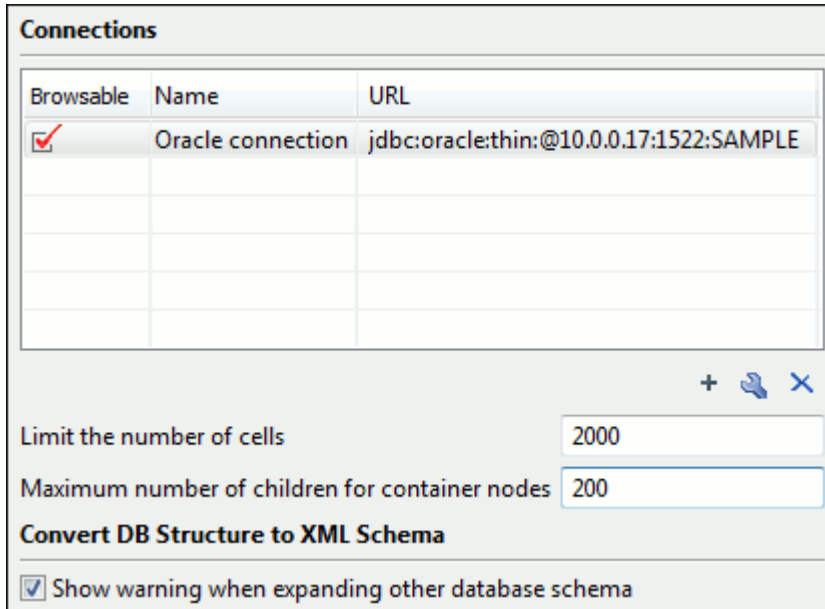 Connections
Browsable Name URL
Oracle connection jdbc:oracle:thin:@10.0.0.17:1522:SAMPLE
Limit the number of cells 2000
Maximum number of children for container nodes 200
Convert DB Structure to XML Schema
Show warning when expanding other database schema